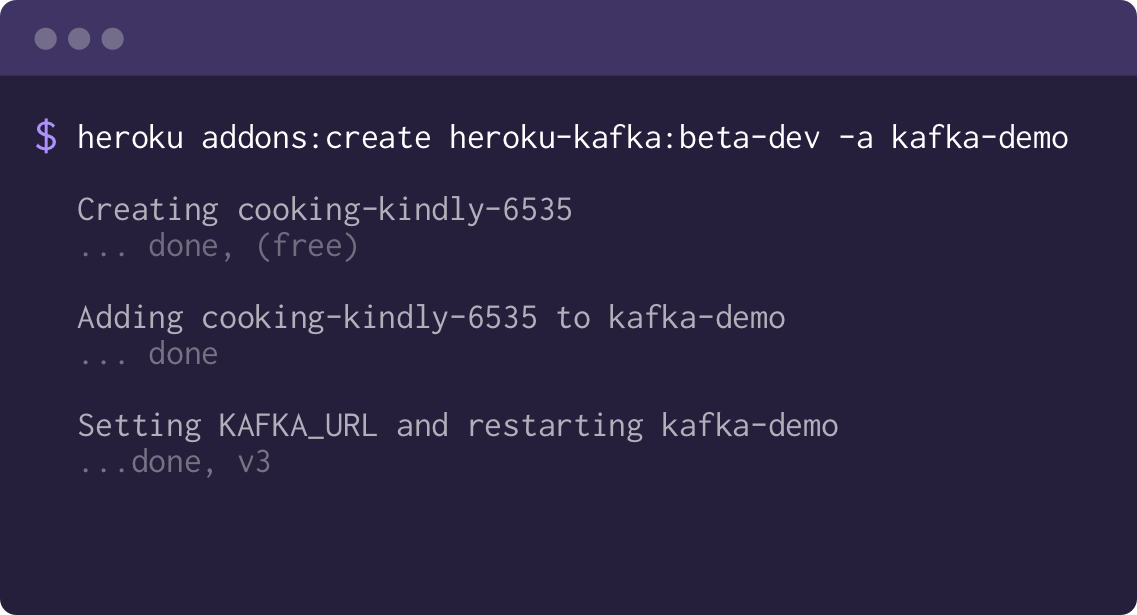 $ heroku addons:create heroku-kafka:beta-dev -a kafka-demo
Creating cooking-kindly-6535
... done, (free)
Adding cooking-kindly-6535 to kafka-demo
... done
Setting KAFKA_URL and restarting kafka-demo
...done, v3